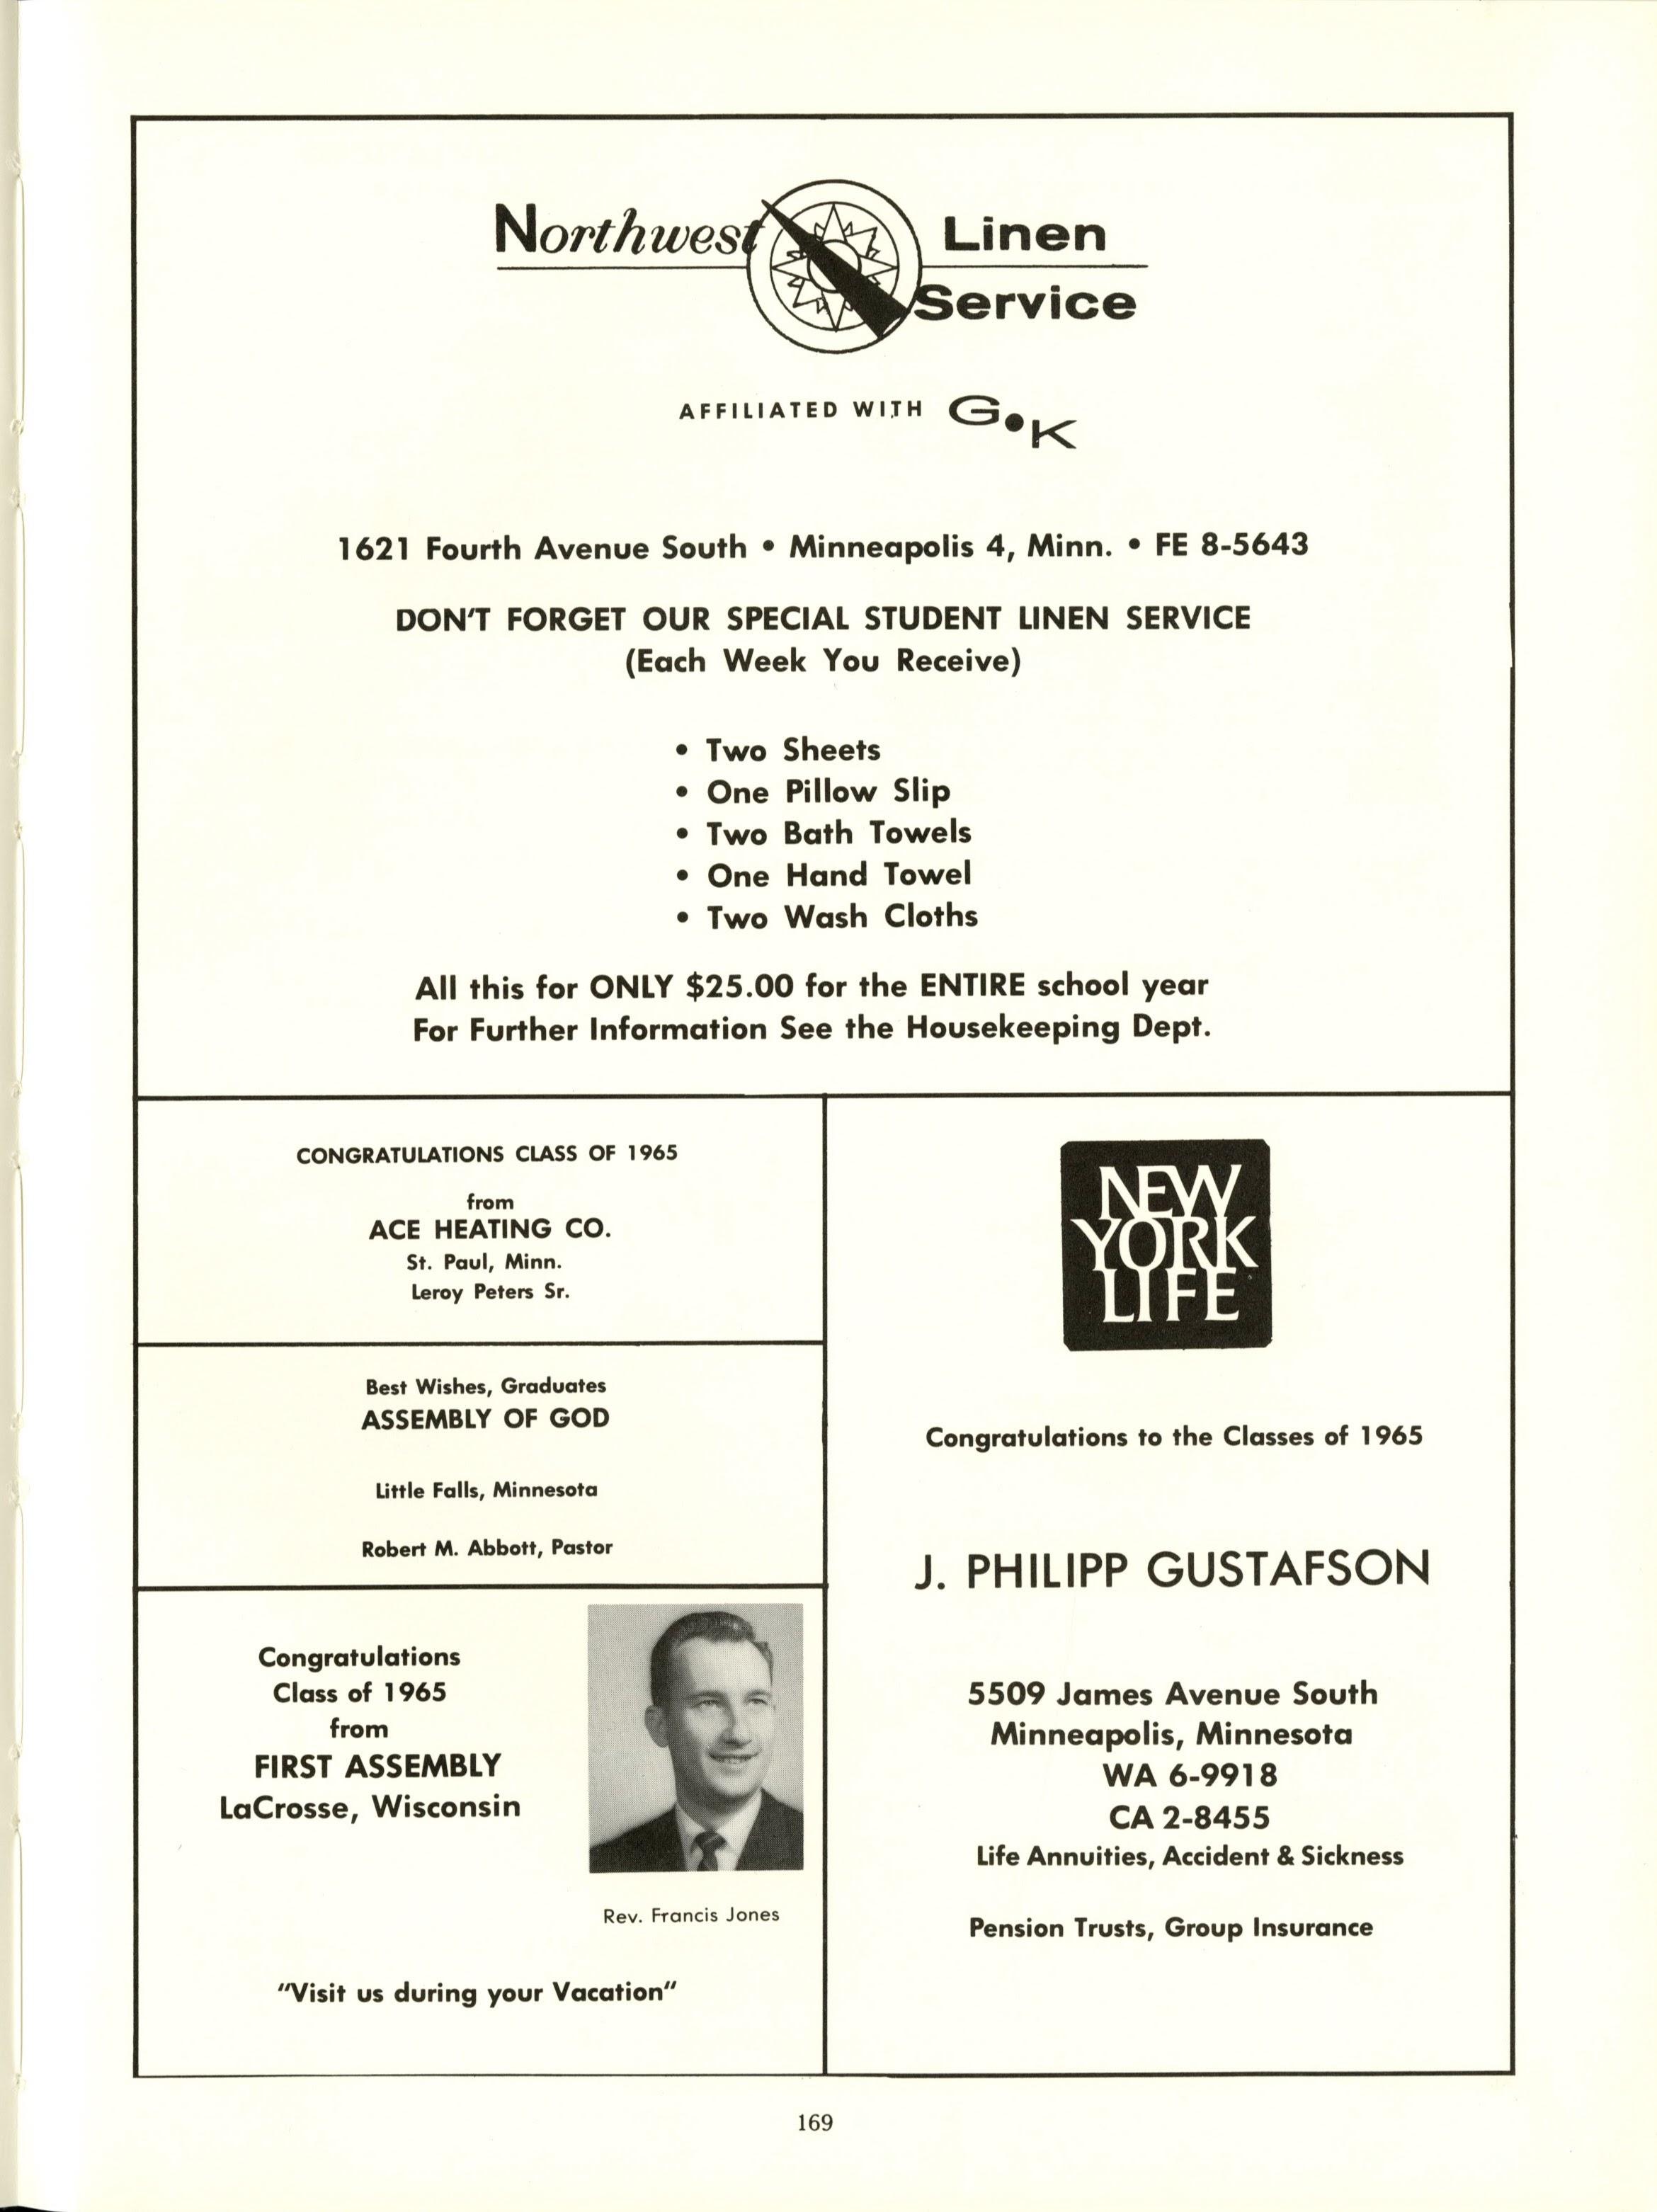 Northwest Linen
Service
AFFILIATED WITH G•K
1621 Fourth Avenue South • Minneapolis 4, Minn. • FE 8-5643
DON'T FORGET OUR SPECIAL STUDENT LINEN SERVICE
(Each Week You Receive)
• Two Sheets
• One Pillow Slip
• Two Bath Towels
• One Hand Towel
• Two Wash Cloths
All this for ONLY $25.00 for the ENTIRE school year
For Further Information See the Housekeeping Dept.
CONGRATULATIONS CLASS OF 1965
from
ACE HEATING CO.
St. Paul, Minn.
Leroy Peters Sr.
Best Wishes, Graduates
ASSEMBLY OF GOD
Little Falls, Minnesota
Robert M. Abbott, Pastor
Congratulations
Class of 1965
from
FIRST ASSEMBLY
LaCrosse, Wisconsin
Rev. Francis Jones
"Visit us during your Vacation"
NEW
YORK
LIFE
Congratulations to the Classes of 1965
J. PHILIPP GUSTAFSON
5509 James Avenue South
Minneapolis, Minnesota
WA 6-9918
CA 2-8455
Life Annuities, Accident & Sickness
Pension Trusts, Group Insurance
169